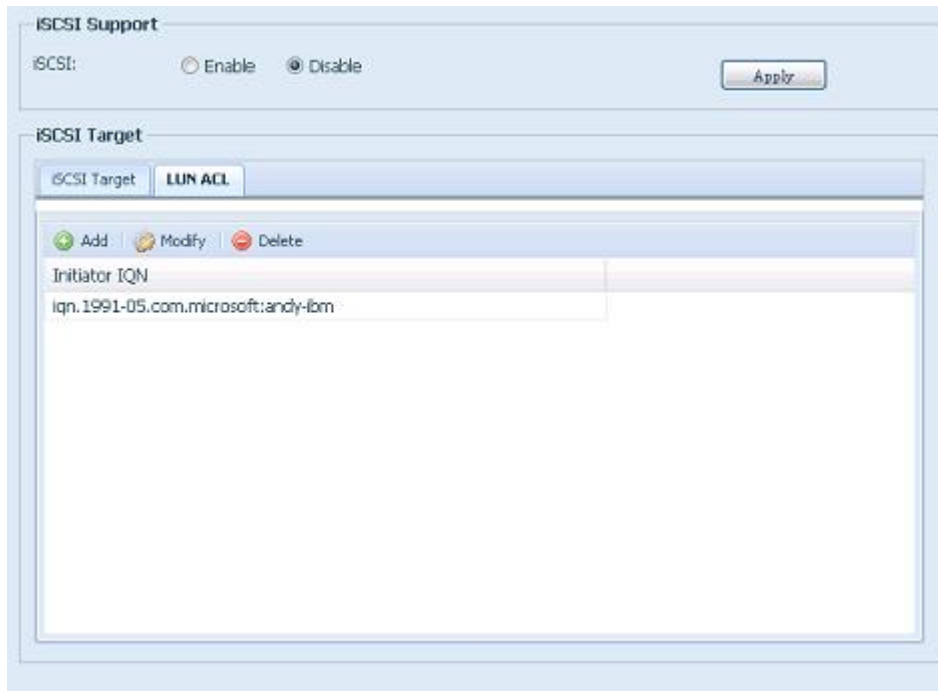 iSCSI Support
iSCSI: Enable Disable Apply
iSCSI Target
iSCSI Target LUN ACL
Add Modify Delete
Initiator IQN
iqn.1991-05.com.microsoft:andy-ibm